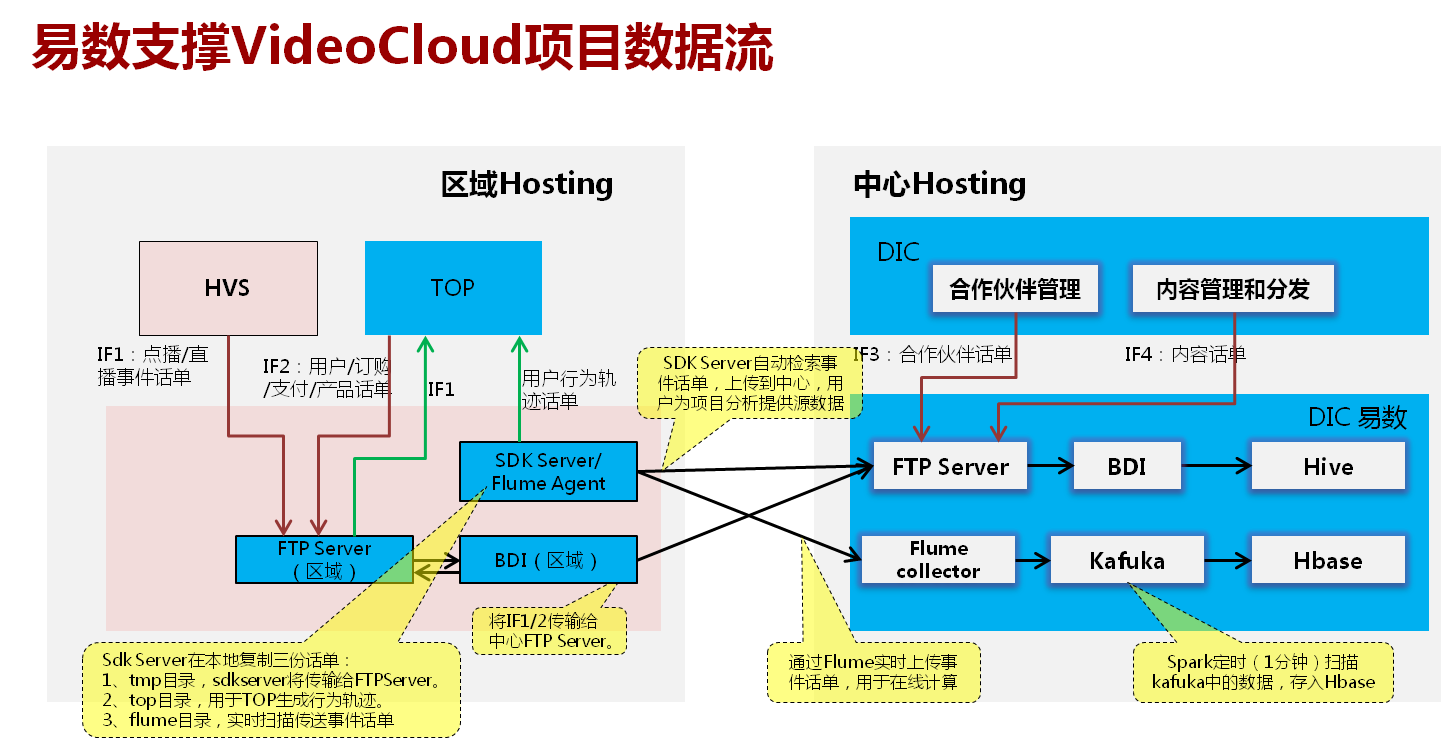 易数支撑VideoCloud项目数据流
区域Hosting
HVS
TOP
IF1：点播/直
播事件话单
IF2：用户/订购
/支付/产品话单
IF1
用户行为轨
迹话单
SDK Server/
Flume Agent
FTP Server
（区域）
BDI（区域）
将IF1/2传输给
中心FTP Server。
Sdk Server在本地复制三份话单：
1、tmp目录，sdkserver将传输给FTPServer。
2、top目录，用于TOP生成行为轨迹。
3、flume目录，实时扫描传送事件话单
SDK Server自动检索事
件话单，上传到中心，用
户为项目分析提供源数据
中心Hosting
DIC
合作伙伴管理
内容管理和分发
IF3：合作伙伴话单
IF4：内容话单
DIC 易数
FTP Server
BDI
Hive
Flume
collector
Kafuka
Hbase
通过Flume实时上传事
件话单，用于在线计算
Spark定时（1分钟）扫描
kafuka中的数据，存入Hbase